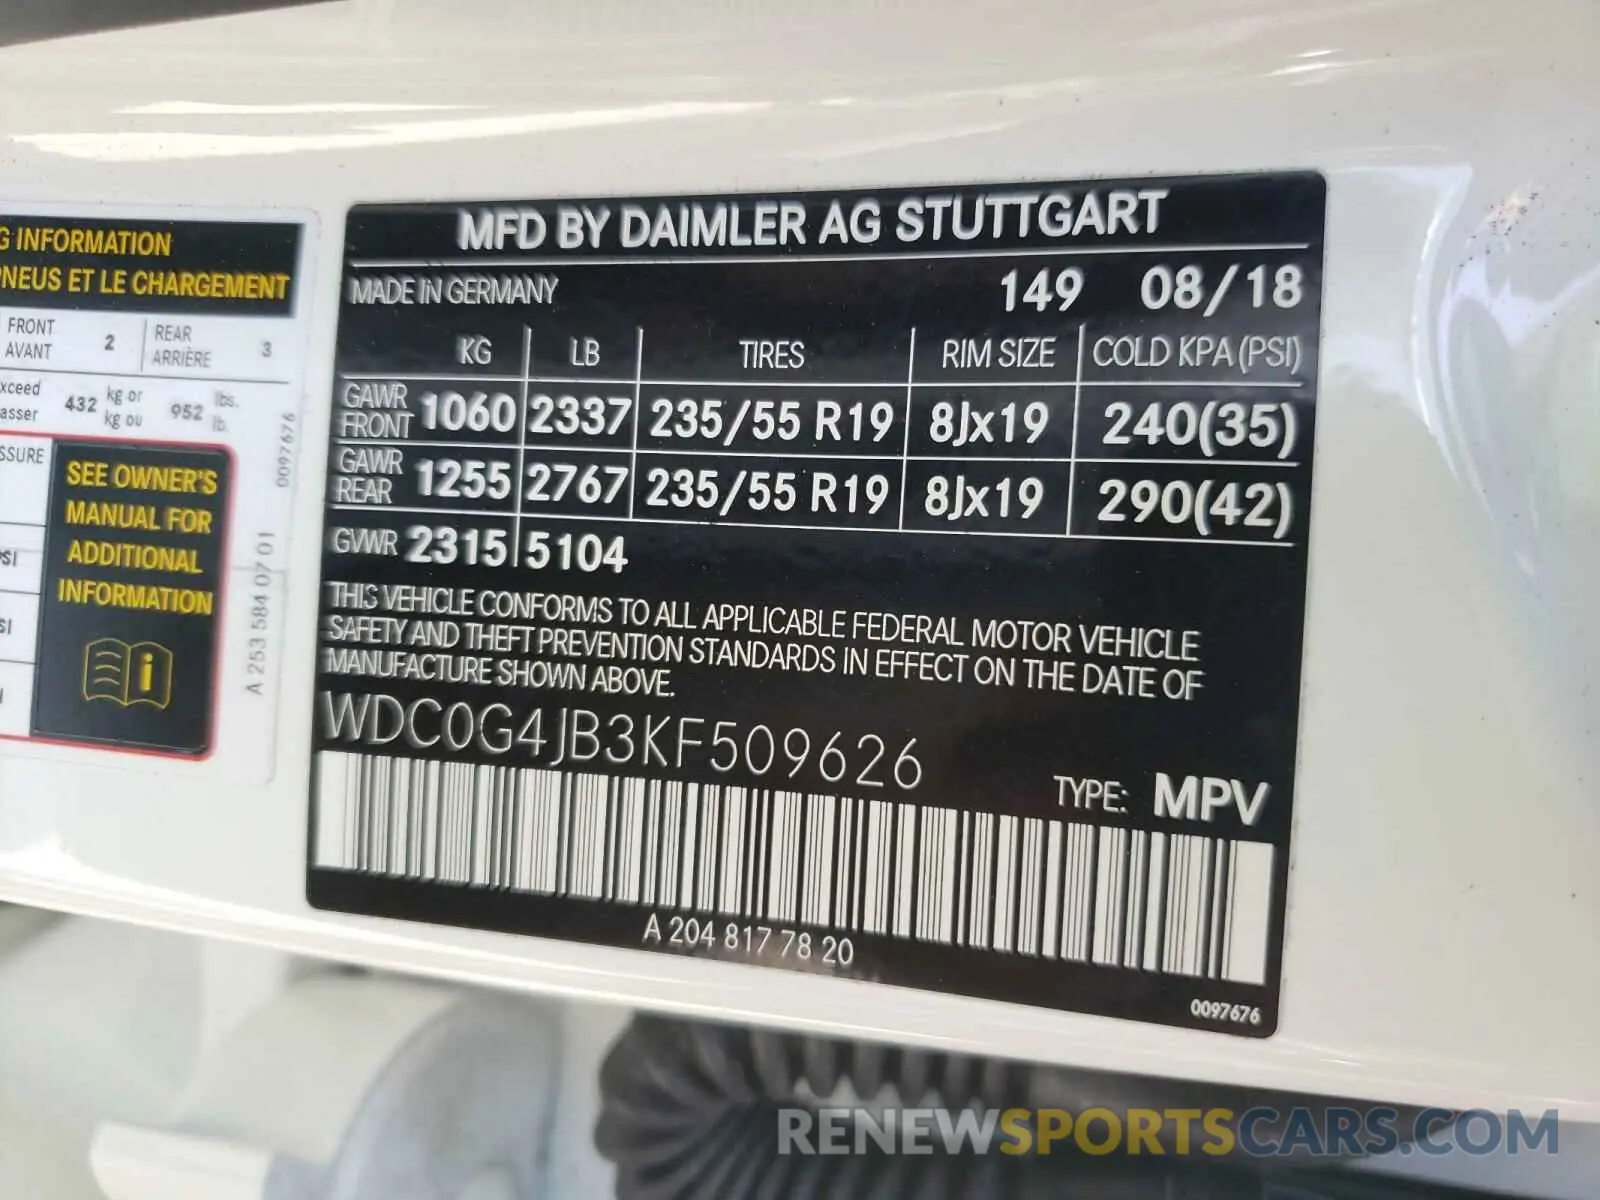 G INFORMATION
PNEUS ET LE CHARGEMENT
FRONT AVANT 2 REAR ARRIÈRE 3
xceed kg or lbs.
asser 432 kg ou 952 lb.
SSURE
SEE OWNER'S
MANUAL FOR
ADDITIONAL
INFORMATION
i
SI
SI
0097676
A 253 584 07 01
MFD BY DAIMLER AG STUTTGART
MADE IN GERMANY 149 08/18
KG LB TIRES RIM SIZE COLD KPA(PSI)
GAWR FRONT 1060 2337 235/55 R19 8Jx19 240(35)
GAWR REAR 1255 2767 235/55 R19 8Jx19 290(42)
GVWR 2315 5104
THIS VEHICLE CONFORMS TO ALL APPLICABLE FEDERAL MOTOR VEHICLE
SAFETY AND THEFT PREVENTION STANDARDS IN EFFECT ON THE DATE OF
MANUFACTURE SHOWN ABOVE.
WDC0G4JB3KF509626
TYPE: MPV
A 204 817 78 20
0097676
RENEWSPORTSCARS.COM